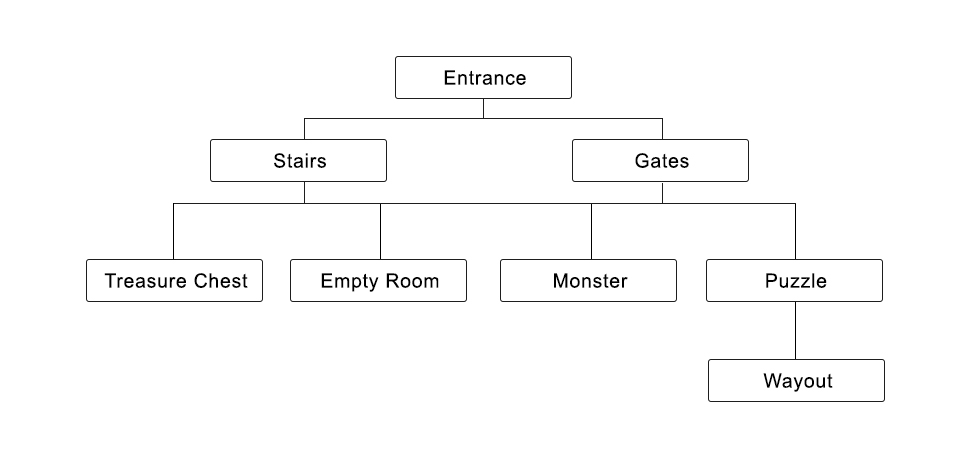 Entrance
Stairs
Gates
Treasure Chest
Empty Room
Monster
Puzzle
Wayout